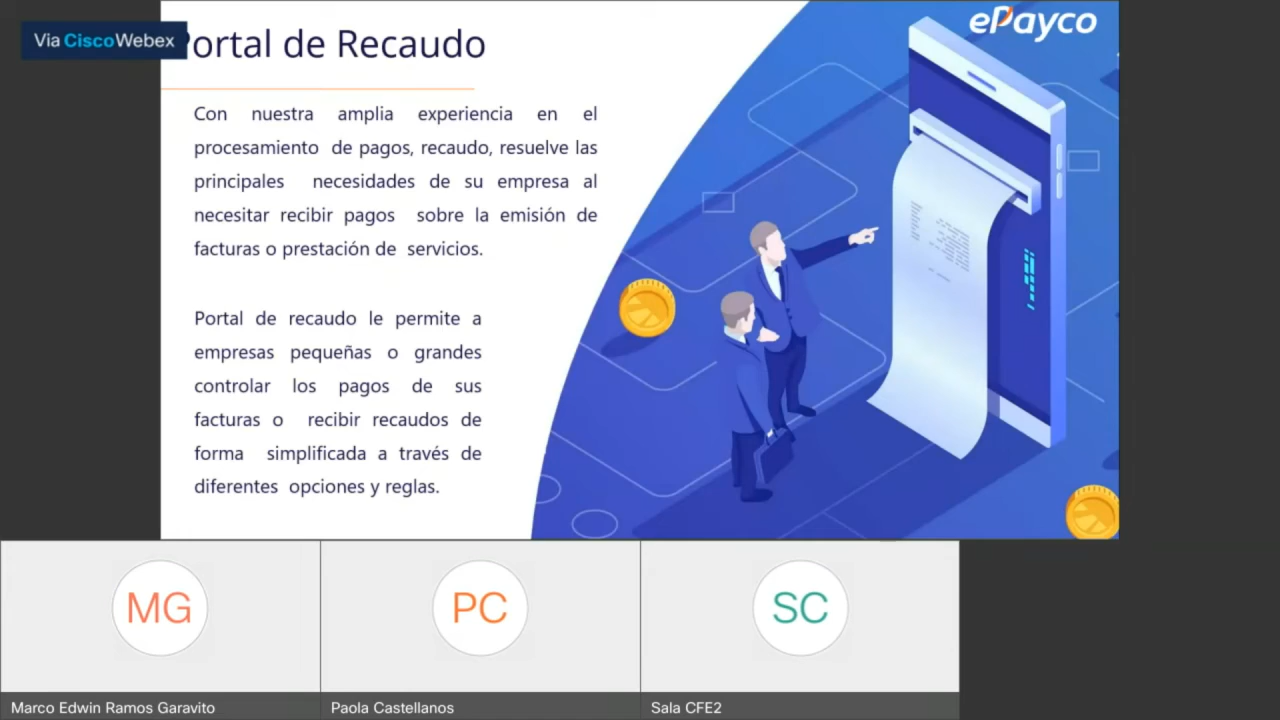 Via CiscoWebex
ortal de Recaudo
ePayco
Con nuestra amplia experiencia en el
procesamiento de pagos, recaudo, resuelve las
principales necesidades de su empresa al
necesitar recibir pagos sobre la emisión de
facturas o prestación de servicios.
Portal de recaudo le permite a
empresas pequeñas o grandes
controlar los pagos de sus
facturas o recibir recaudos de
forma simplificada a través de
diferentes opciones y reglas.
MG
PC
SC
Marco Edwin Ramos Garavito
Paola Castellanos
Sala CFE2